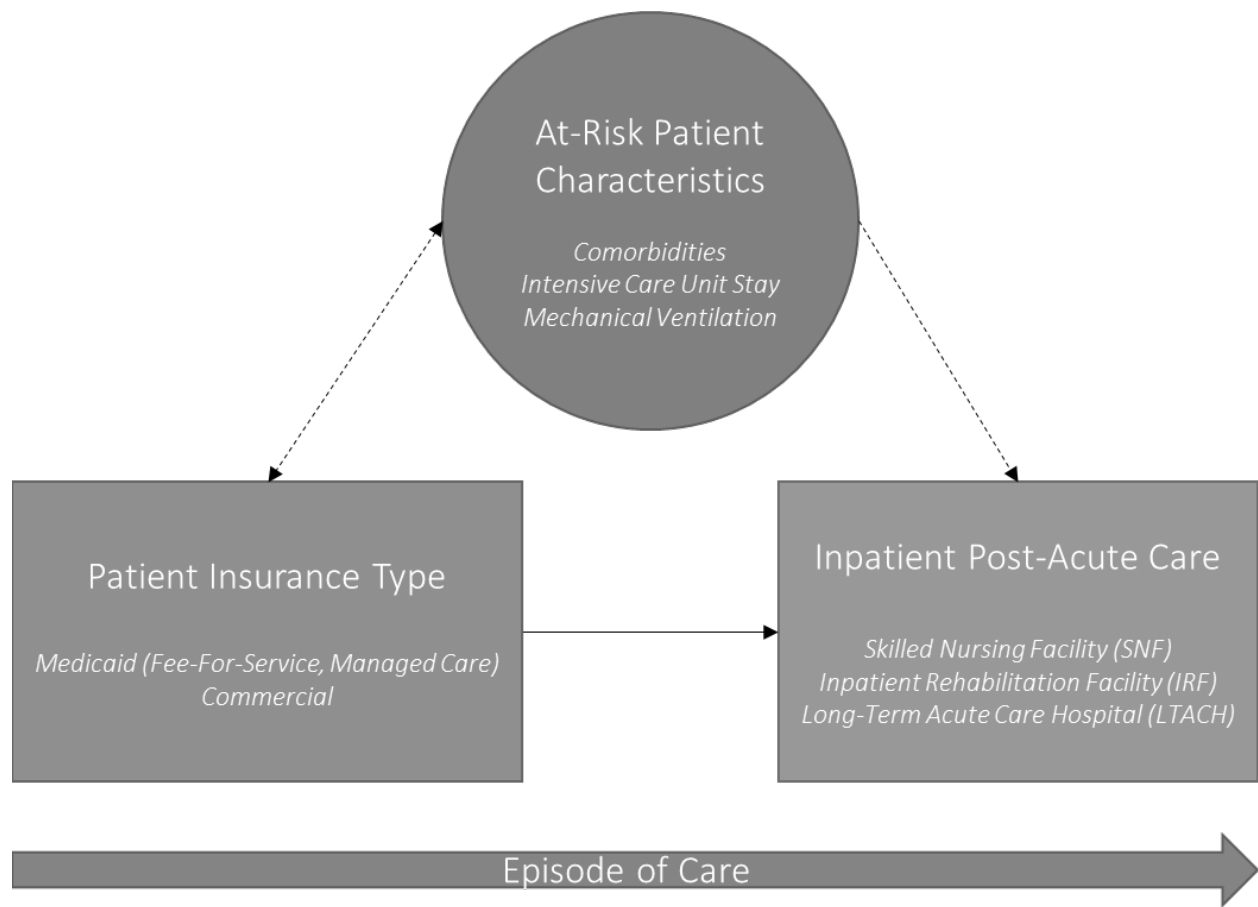 At-Risk Patient
Characteristics
Comorbidities
Intensive Care Unit Stay
Mechanical Ventilation
Patient Insurance Type
Medicaid (Fee-For-Service, Managed Care)
Commercial
Inpatient Post-Acute Care
Skilled Nursing Facility (SNF)
Inpatient Rehabilitation Facility (IRF)
Long-Term Acute Care Hospital (LTACH)
Episode of Care